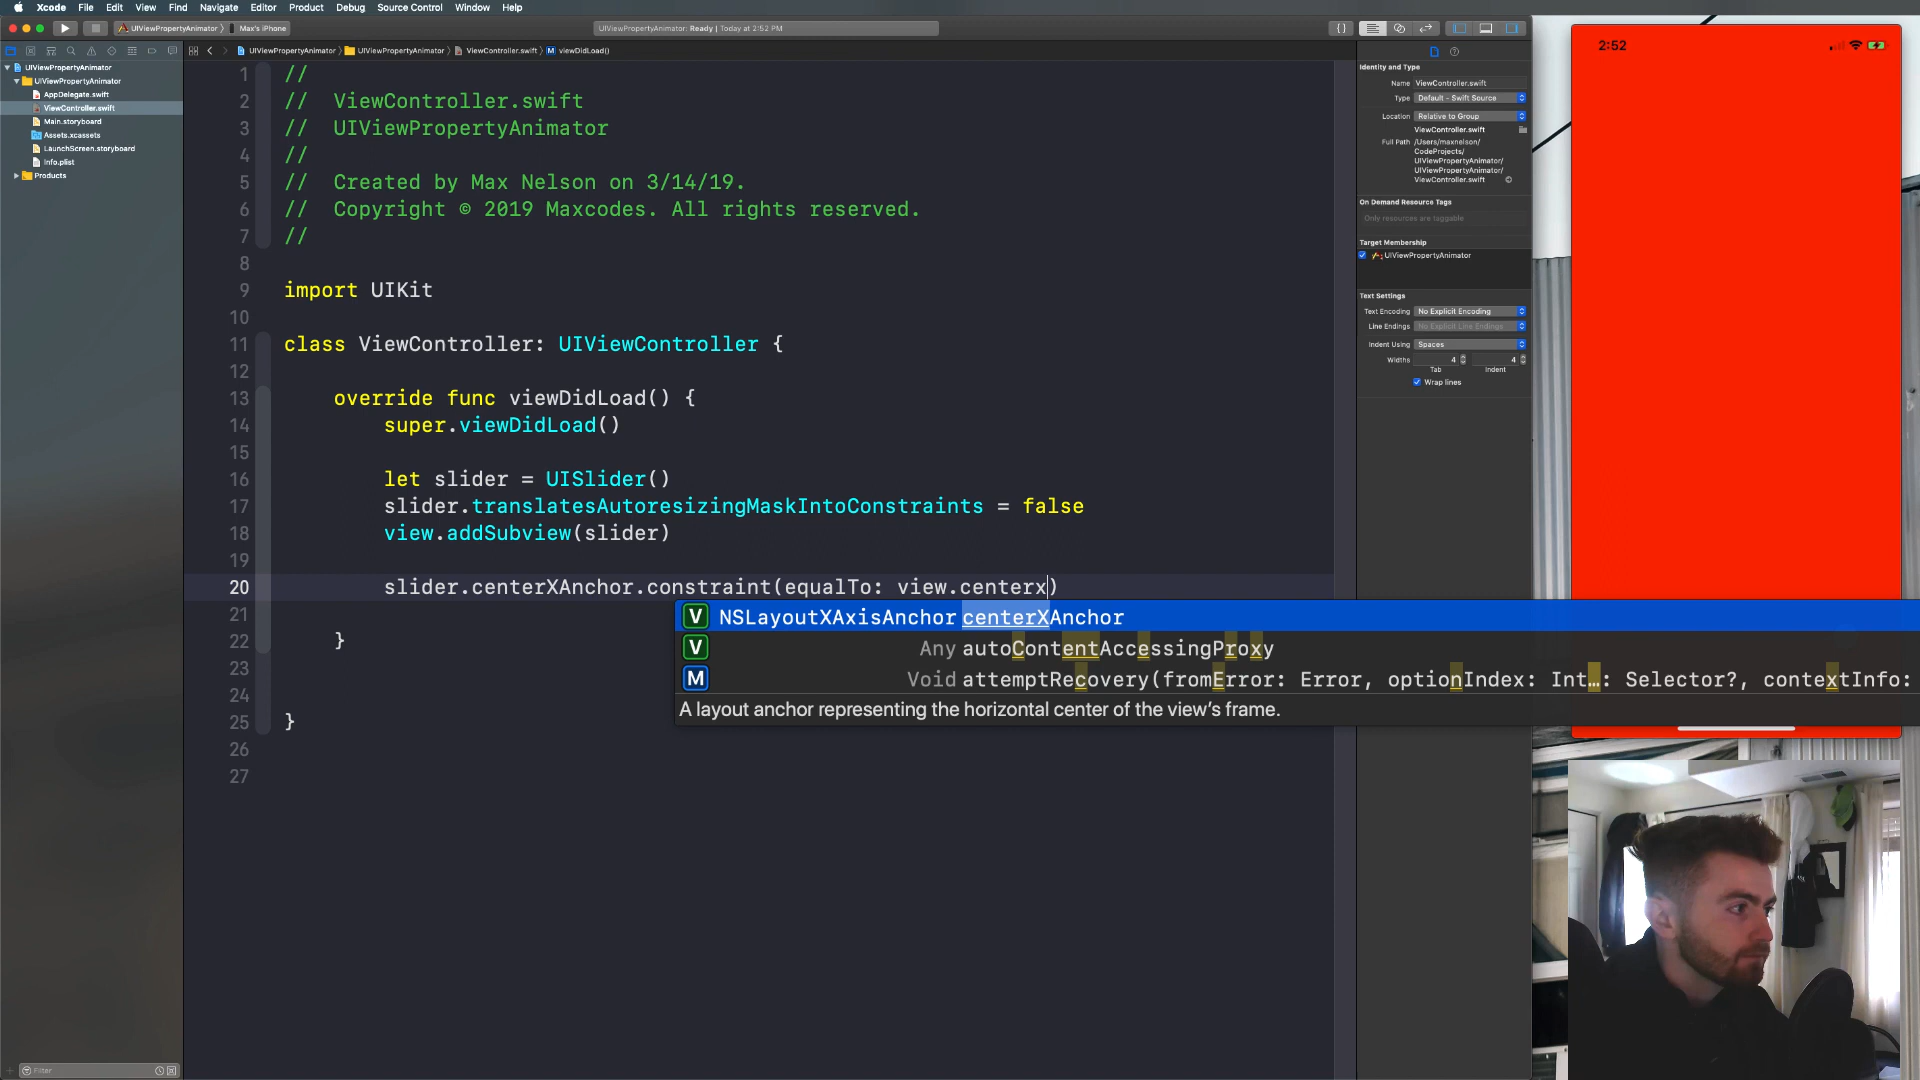 Xcode File Edit View Find Navigate Editor Product Debug Source Control Window Help
UIViewPropertyAnimator Max's iPhone
UIViewPropertyAnimator: Ready | Today at 2:52 PM
UIViewPropertyAnimator UIViewPropertyAnimator ViewController.swift M viewDidLoad()
UIViewPropertyAnimator
UIViewPropertyAnimator
AppDelegate.swift
ViewController.swift
Main.storyboard
Assets.xcassets
LaunchScreen.storyboard
Info.plist
Products
Filter
1 //
2 // ViewController.swift
3 // UIViewPropertyAnimator
4 //
5 // Created by Max Nelson on 3/14/19.
6 // Copyright © 2019 Maxcodes. All rights reserved.
7 //
8
9 import UIKit
10
11 class ViewController: UIViewController {
12
13 override func viewDidLoad() {
14 super.viewDidLoad()
15
16 let slider = UISlider()
17 slider.translatesAutoresizingMaskIntoConstraints = false
18 view.addSubview(slider)
19
20 slider.centerXAnchor.constraint(equalTo: view.centerx)
V NSLayoutXAxisAnchor centerXAnchor
V Any autoContentAccessingProxy
M Void attemptRecovery(fromError: Error, optionIndex: Int…: Selector?, contextInfo:
A layout anchor representing the horizontal center of the view's frame.
21
22 }
23
24
25 }
26
27
Identity and Type
Name ViewController.swift
Type Default - Swift Source
Location Relative to Group
ViewController.swift
Full Path /Users/maxnelson/
CodeProjects/
UIViewPropertyAnimator/
UIViewPropertyAnimator/
ViewController.swift
On Demand Resource Tags
Only resources are taggable
Target Membership
UIViewPropertyAnimator
Text Settings
Text Encoding No Explicit Encoding
Line Endings No Explicit Line Endings
Indent Using Spaces
Widths 4 4
Tab Indent
Wrap lines
2:52